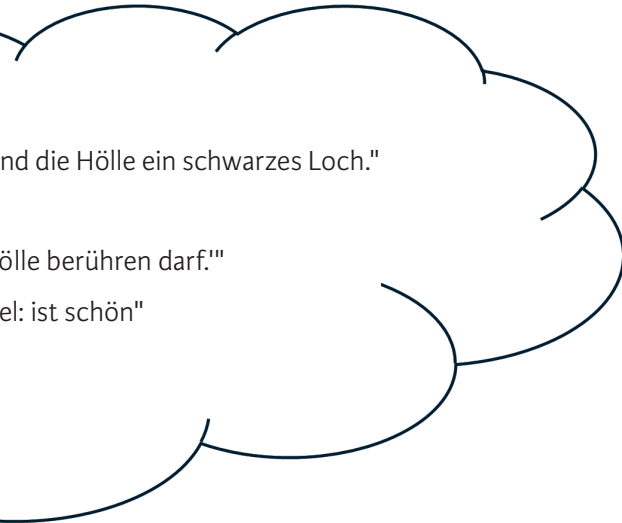 nd die Hölle ein schwarzes Loch."
ölle berühren darf.'"
el: ist schön"